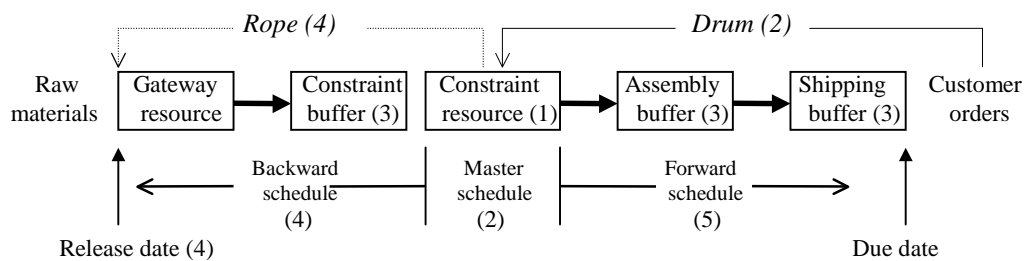 Rope (4)
Drum (2)
Raw
materials
Gateway
resource
Constraint
buffer (3)
Constraint
resource (1)
Assembly
buffer (3)
Shipping
buffer (3)
Customer
orders
Backward
schedule
(4)
Master
schedule
(2)
Forward
schedule
(5)
Release date (4)
Due date